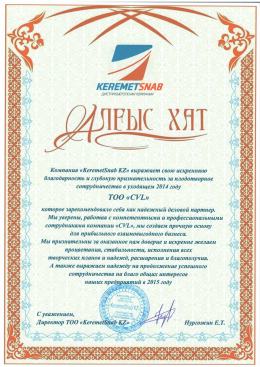 KEREMETSNAB
ДИСТРИБЬЮТЕРСКАЯ КОМПАНИЯ
АЛҒЫС ХАТ
Компания «KeremetSnab KZ» выражает свою искреннюю
благодарность и глубокую признательность за плодотворное
сотрудничество в уходящем 2014 году
ТОО «CVL»
которое зарекомендовало себя как надежный деловой партнер.
Мы уверены, работая с компетентными и профессиональными
сотрудниками компании «CVL», мы создаем прочную основу
для прибыльного взаимовыгодного бизнеса.
Мы признательны за оказанное нам доверие и искренне желаем
процветания, стабильности, исполнения всех
творческих планов и надежд, расширения и благополучия.
А также выражаем надежду на продолжение успешного
сотрудничества на благо общих интересов
наших предприятий в 2015 году
С уважением,
Директор ТОО «KeremetSnab KZ» Нургожин Е.Т.